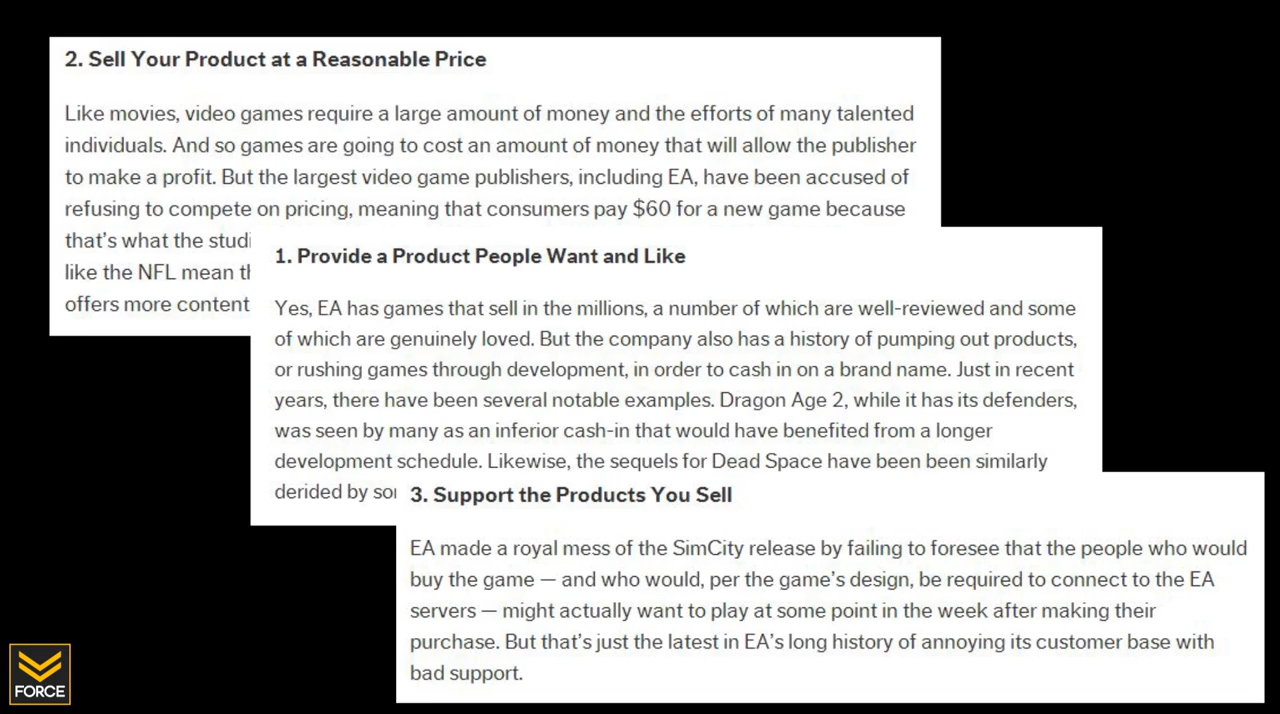 2. Sell Your Product at a Reasonable Price
Like movies, video games require a large amount of money and the efforts of many talented
individuals. And so games are going to cost an amount of money that will allow the publisher
to make a profit. But the largest video game publishers, including EA, have been accused of
refusing to compete on pricing, meaning that consumers pay $60 for a new game because
that's what the
like the NFL mean
offers more content
1. Provide a Product People Want and Like
Yes, EA has games that sell in the millions, a number of which are well-reviewed and some
of which are genuinely loved. But the company also has a history of pumping out products,
or rushing games through development, in order to cash in on a brand name. Just in recent
years, there have been several notable examples. Dragon Age 2, while it has its defenders,
was seen by many as an inferior cash-in that would have benefited from a longer
development schedule. Likewise, the sequels for Dead Space have been been similarly
derided by
3. Support the Products You Sell
EA made a royal mess of the SimCity release by failing to foresee that the people who would
buy the game — and who would, per the game's design, be required to connect to the EA
servers — might actually want to play at some point in the week after making their
purchase. But that's just the latest in EA's long history of annoying its customer base with
bad support.
FORCE